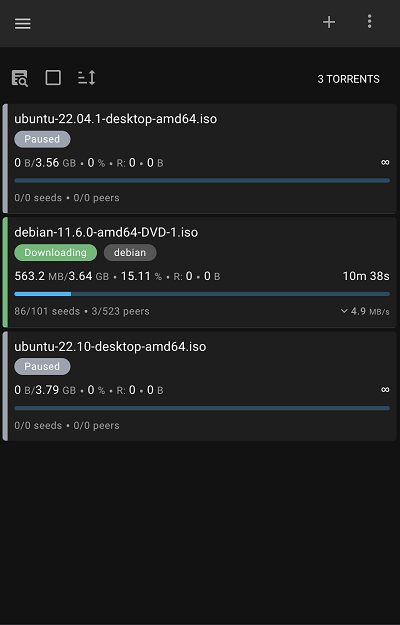 3 TORRENTS
ubuntu-22.04.1-desktop-amd64.iso
Paused
0 B/3.56 GB • 0 % • R: 0 • 0 B ∞
0/0 seeds • 0/0 peers
debian-11.6.0-amd64-DVD-1.iso
Downloading debian
563.2 MB/3.64 GB • 15.11 % • R: 0 • 0 B 10m 38s
86/101 seeds • 3/523 peers 4.9 MB/s
ubuntu-22.10-desktop-amd64.iso
Paused
0 B/3.79 GB • 0 % • R: 0 • 0 B ∞
0/0 seeds • 0/0 peers